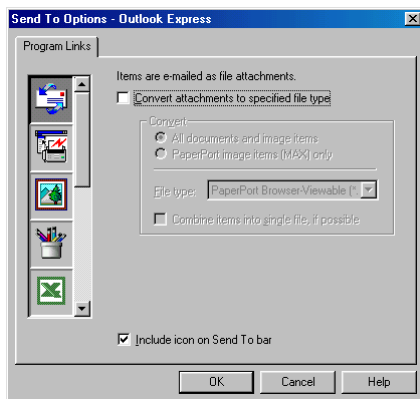 Send To Options - Outlook Express
Program Links
Items are e-mailed as file attachments.
Convert attachments to specified file type
Convert
All documents and image items
PaperPort image items (MAX) only
File type: PaperPort Browser-Viewable (*.
Combine items into single file, if possible
Include icon on Send To bar
OK Cancel Help